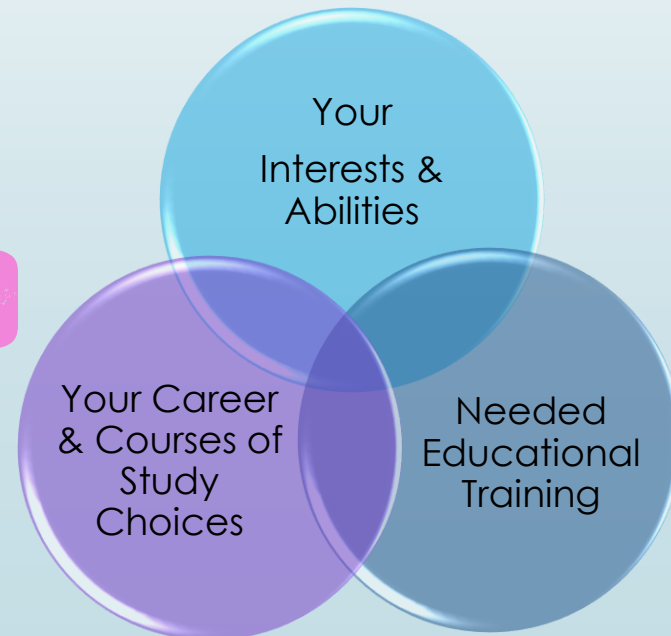 Your
Interests &
Abilities
Your Career
& Courses of
Study
Choices
Needed
Educational
Training